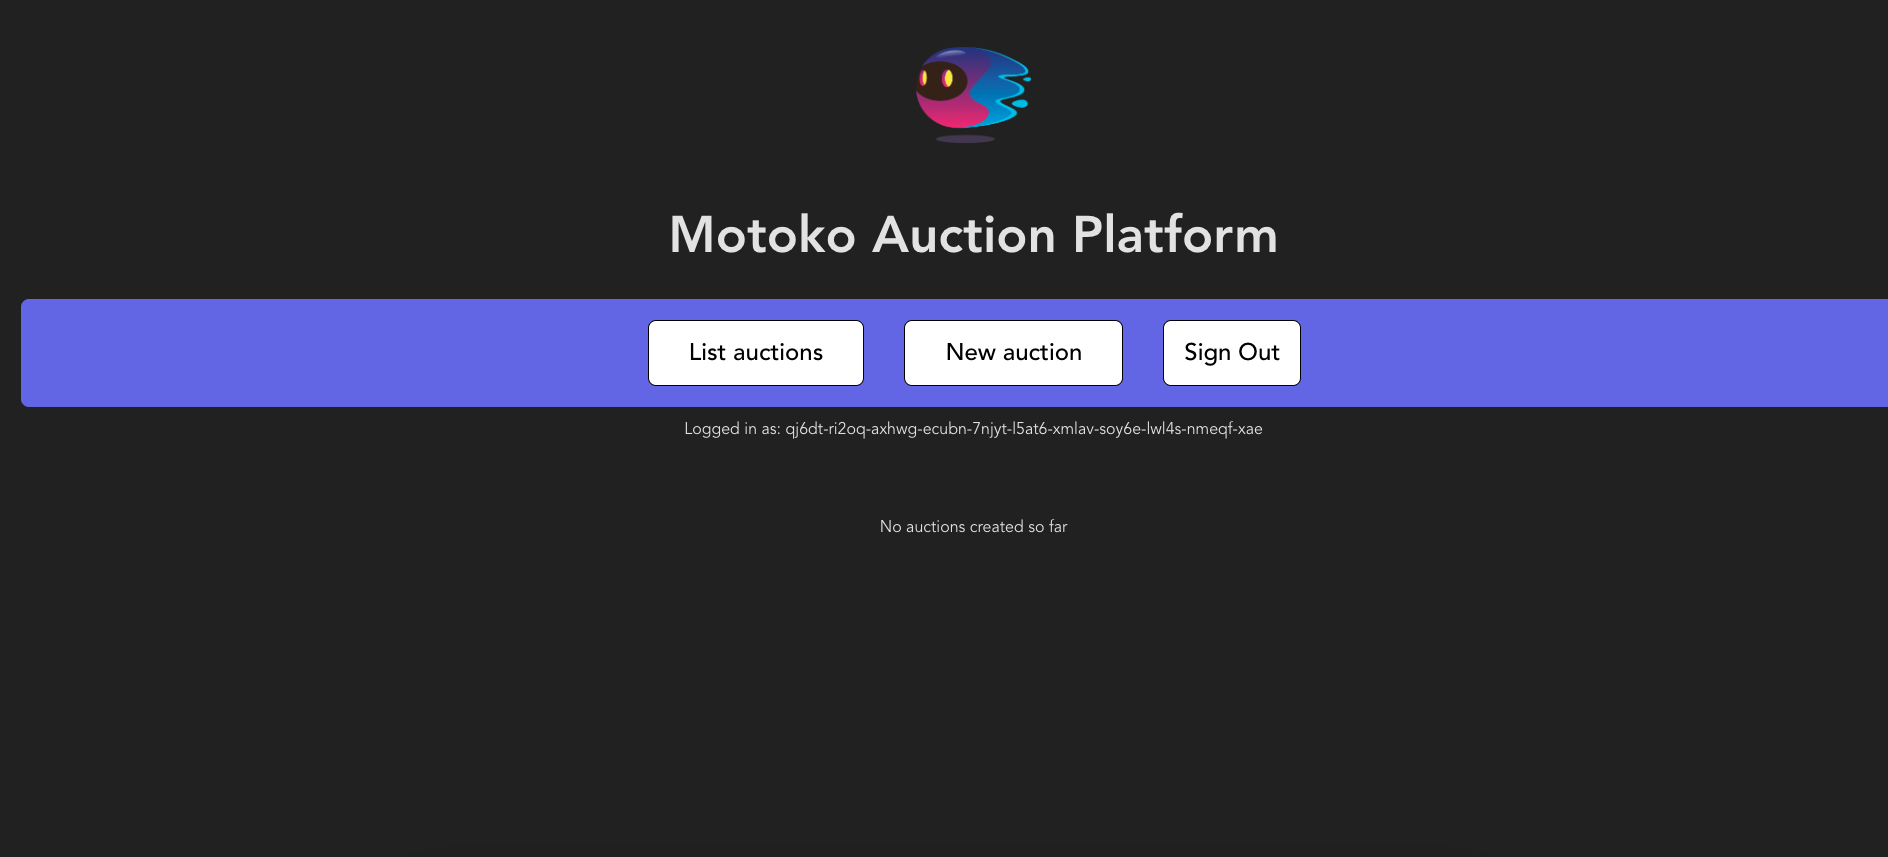 Motoko Auction Platform
List auctions
New auction
Sign Out
Logged in as: qj6dt-ri2oq-axhwg-ecubn-7njyt-l5at6-xmlav-soy6e-lwl4s-nmeqf-xae
No auctions created so far